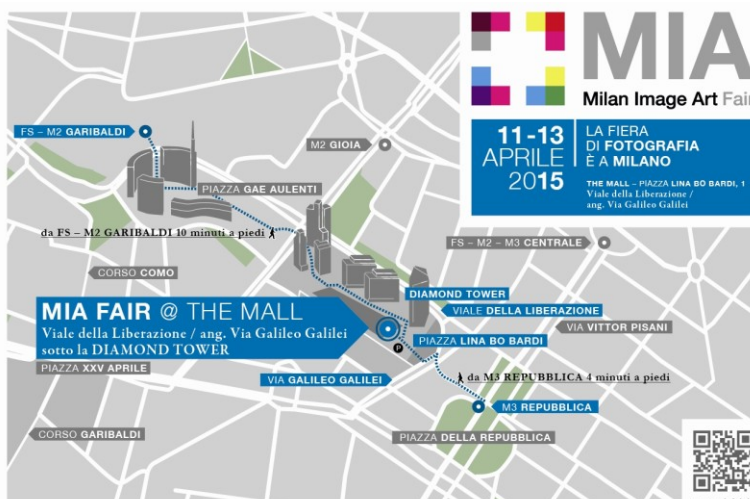 MIA
Milan Image Art Fair
11-13
APRILE
2015
LA FIERA
DI FOTOGRAFIA
È A MILANO
THE MALL – PIAZZA LINA BÒ BARDI, 1
Viale della Liberazione /
ang. Via Galileo Galilei
FS – M2 GARIBALDI
M2 GIOIA
PIAZZA GAE AULENTI
da FS – M2 GARIBALDI 10 minuti a piedi
FS – M2 – M3 CENTRALE
CORSO COMO
DIAMOND TOWER
VIALE DELLA LIBERAZIONE
MIA FAIR @ THE MALL
Viale della Liberazione / ang. Via Galileo Galilei
sotto la DIAMOND TOWER
VIA VITTOR PISANI
PIAZZA LINA BO BARDI
P
PIAZZA XXV APRILE
VIA GALILEO GALILEI
da M3 REPUBBLICA 4 minuti a piedi
M3 REPUBBLICA
CORSO GARIBALDI
PIAZZA DELLA REPUBBLICA